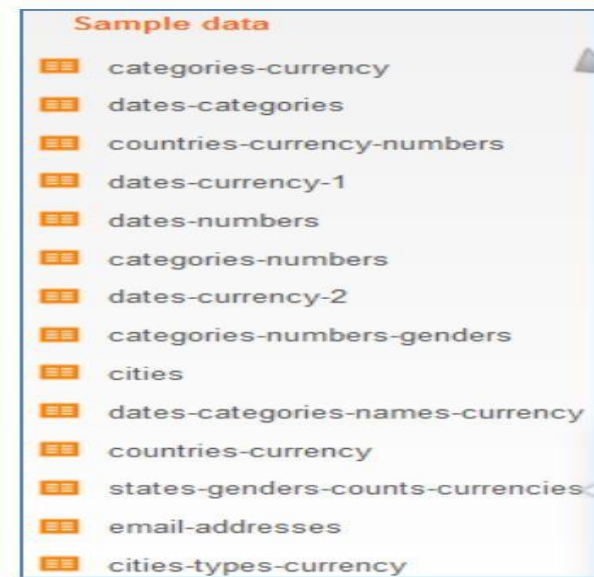 Sample data
categories-currency
dates-categories
countries-currency-numbers
dates-currency-1
dates-numbers
categories-numbers
dates-currency-2
categories-numbers-genders
cities
dates-categories-names-currency
countries-currency
states-genders-counts-currencies
email-addresses
cities-types-currency